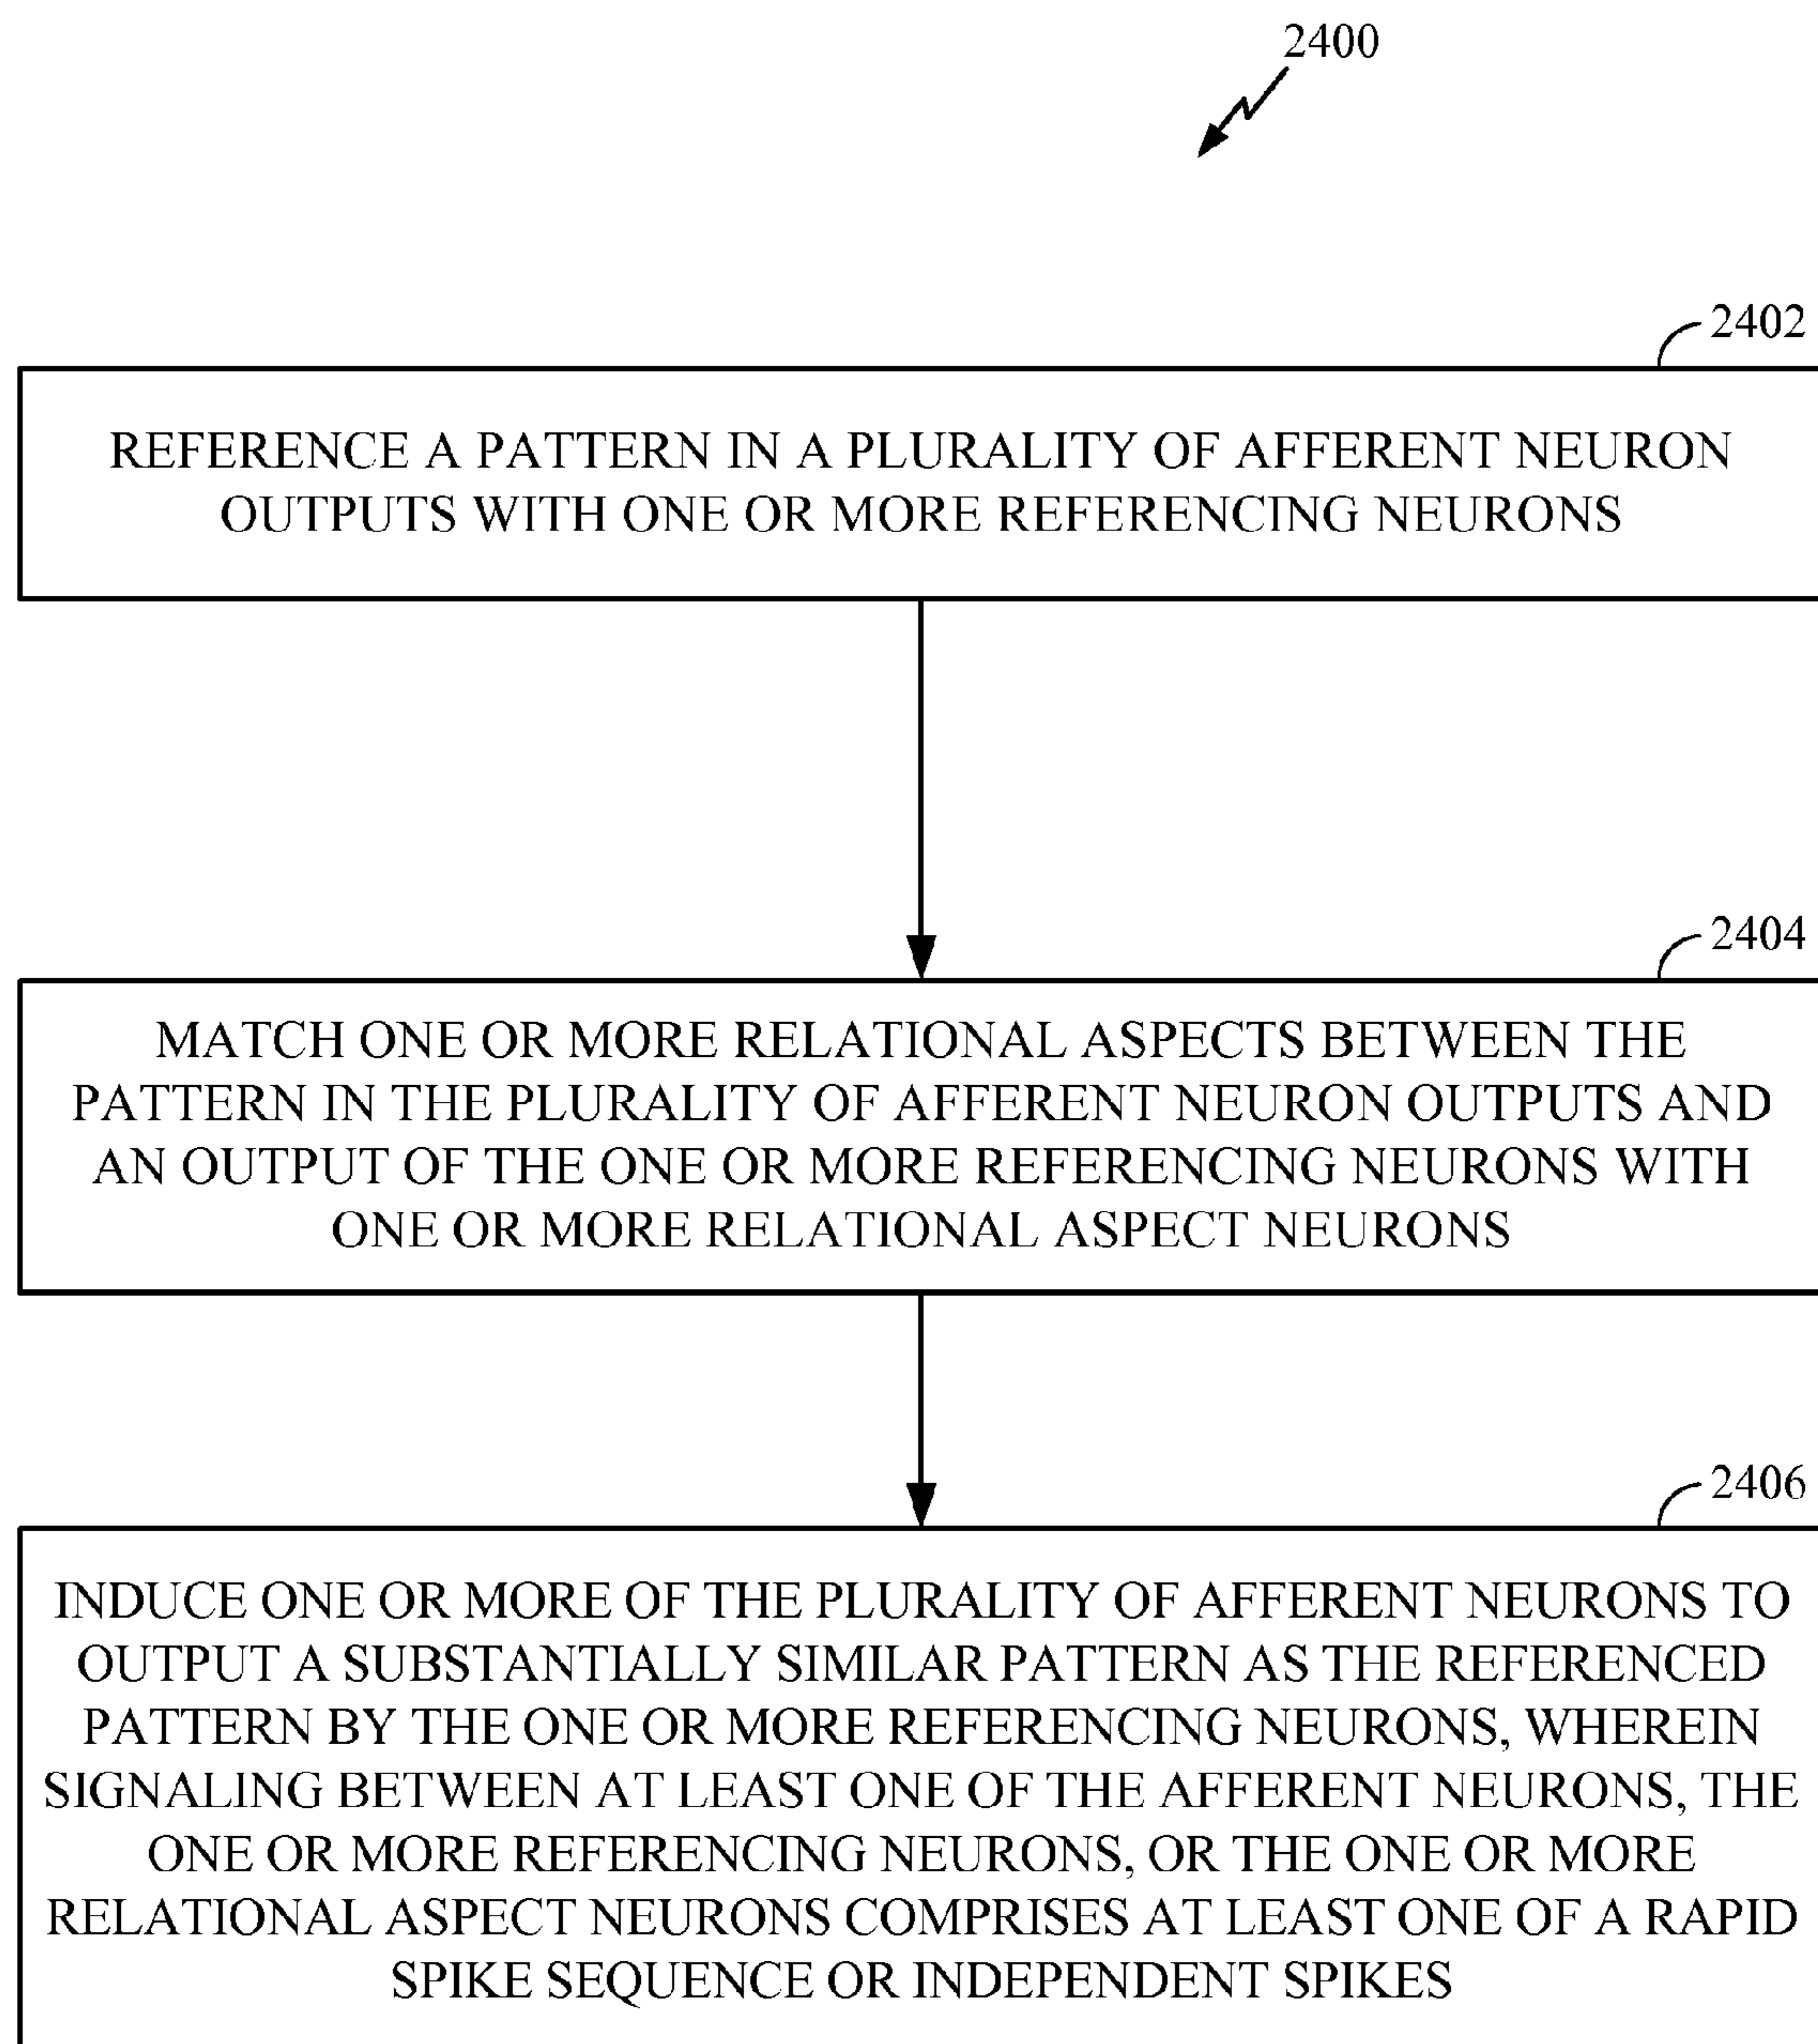 2400
2402
REFERENCE A PATTERN IN A PLURALITY OF AFFERENT NEURON
OUTPUTS WITH ONE OR MORE REFERENCING NEURONS
2404
MATCH ONE OR MORE RELATIONAL ASPECTS BETWEEN THE
PATTERN IN THE PLURALITY OF AFFERENT NEURON OUTPUTS AND
AN OUTPUT OF THE ONE OR MORE REFERENCING NEURONS WITH
ONE OR MORE RELATIONAL ASPECT NEURONS
2406
INDUCE ONE OR MORE OF THE PLURALITY OF AFFERENT NEURONS TO
OUTPUT A SUBSTANTIALLY SIMILAR PATTERN AS THE REFERENCED
PATTERN BY THE ONE OR MORE REFERENCING NEURONS, WHEREIN
SIGNALING BETWEEN AT LEAST ONE OF THE AFFERENT NEURONS, THE
ONE OR MORE REFERENCING NEURONS, OR THE ONE OR MORE
RELATIONAL ASPECT NEURONS COMPRISES AT LEAST ONE OF A RAPID
SPIKE SEQUENCE OR INDEPENDENT SPIKES